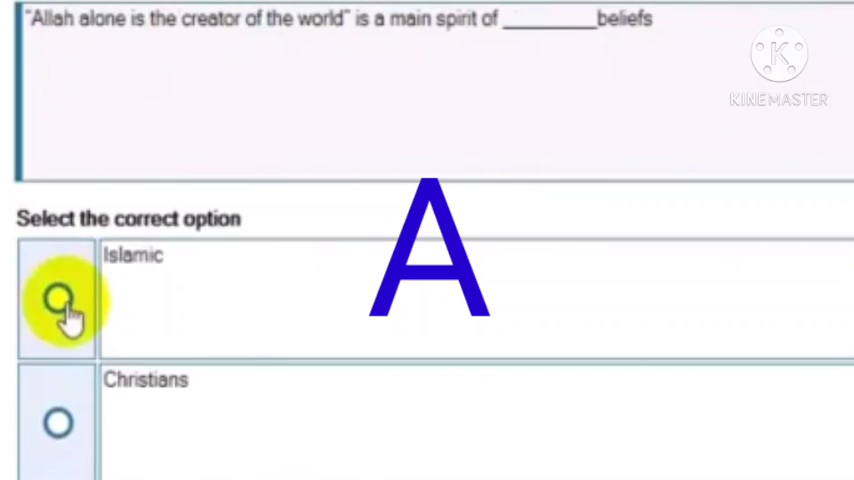 "Allah alone is the creator of the world" is a main spirit of _________beliefs
K
KINEMASTER
Select the correct option
A
Islamic
Christians